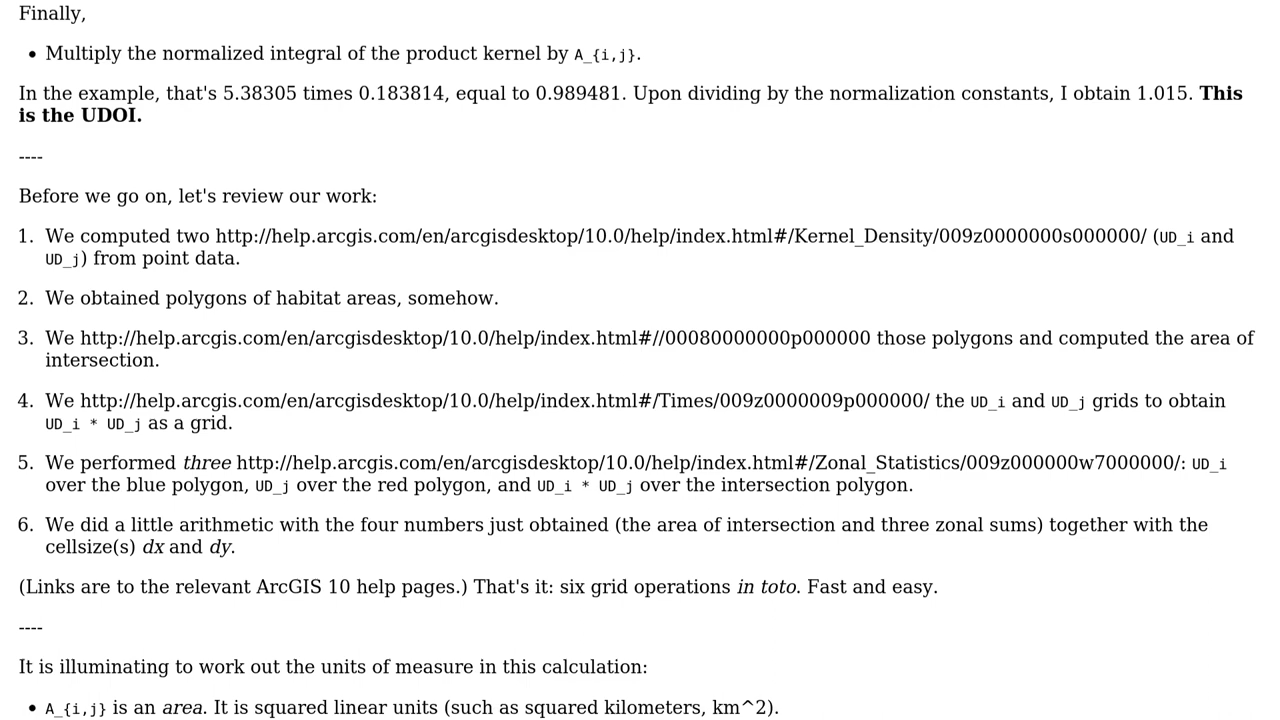 Finally,
• Multiply the normalized integral of the product kernel by A_{i,j}.
In the example, that's 5.38305 times 0.183814, equal to 0.989481. Upon dividing by the normalization constants, I obtain 1.015. This
is the UDOI.
----
Before we go on, let's review our work:
1. We computed two http://help.arcgis.com/en/arcgisdesktop/10.0/help/index.html#/Kernel_Density/009z0000000s000000/ (UD_i and
UD_j) from point data.
2. We obtained polygons of habitat areas, somehow.
3. We http://help.arcgis.com/en/arcgisdesktop/10.0/help/index.html#//00080000000p000000 those polygons and computed the area of
intersection.
4. We http://help.arcgis.com/en/arcgisdesktop/10.0/help/index.html#/Times/009z0000009p000000/ the UD_i and UD_j grids to obtain
UD_i * UD_j as a grid.
5. We performed three http://help.arcgis.com/en/arcgisdesktop/10.0/help/index.html#/Zonal_Statistics/009z000000w7000000/: UD_i
over the blue polygon, UD_j over the red polygon, and UD_i * UD_j over the intersection polygon.
6. We did a little arithmetic with the four numbers just obtained (the area of intersection and three zonal sums) together with the
cellsize(s) dx and dy.
(Links are to the relevant ArcGIS 10 help pages.) That's it: six grid operations in toto. Fast and easy.
----
It is illuminating to work out the units of measure in this calculation:
• A_{i,j} is an area. It is squared linear units (such as squared kilometers, km^2).